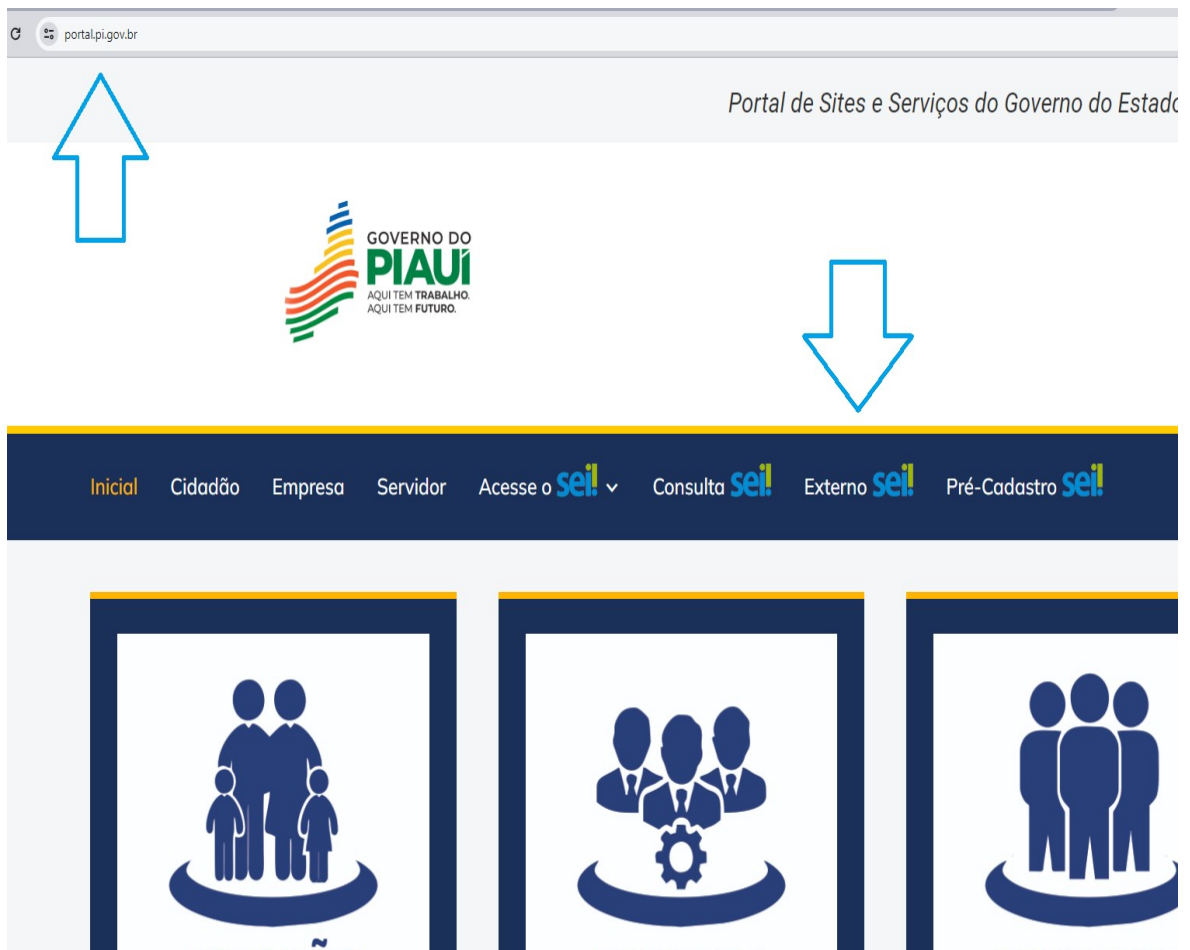 portal.pi.gov.br
Portal de Sites e Serviços do Governo do Estado
GOVERNO DO
PIAUÍ
AQUI TEM TRABALHO.
AQUI TEM FUTURO.
Inicial Cidadão Empresa Servidor Acesse o sei! Consulta sei! Externo sei! Pré-Cadastro sei!